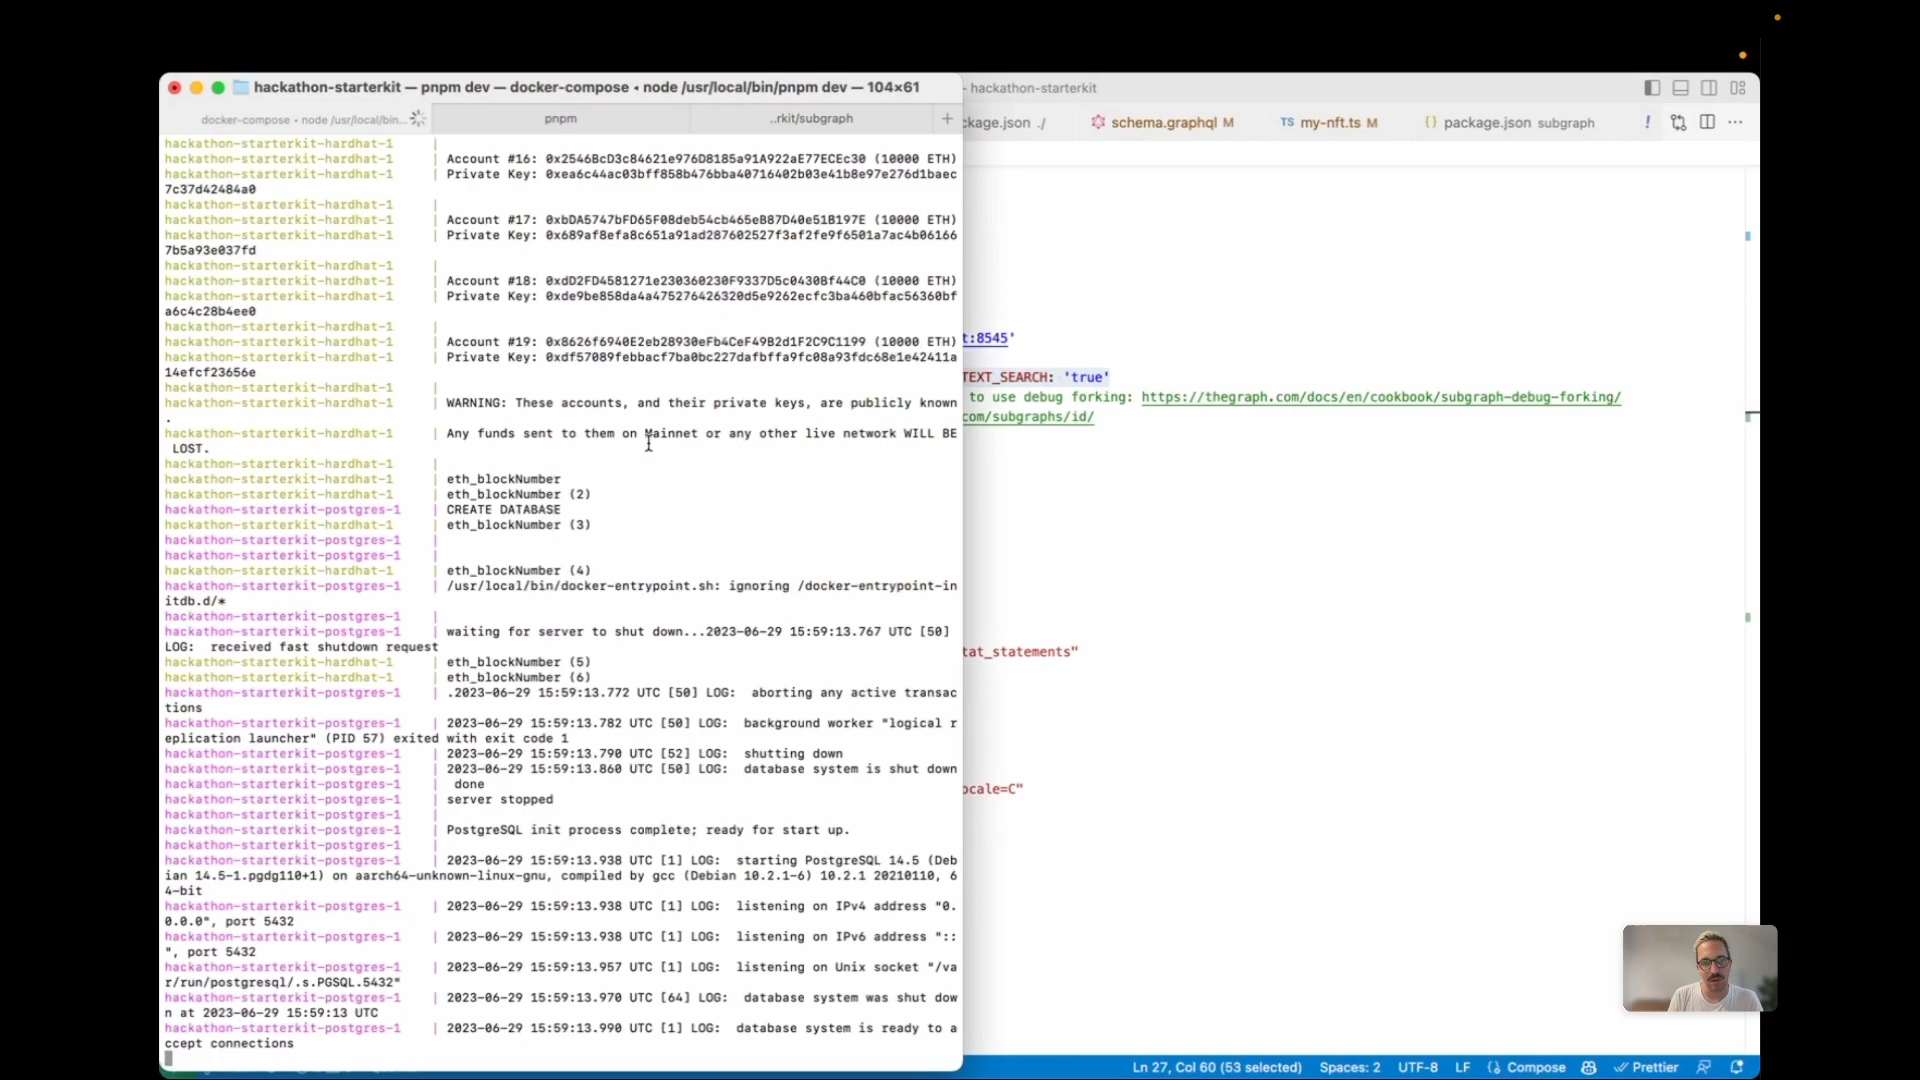 hackathon-starterkit — pnpm dev — docker-compose ◂ node /usr/local/bin/pnpm dev — 104×61
- hackathon-starterkit
docker-compose ◂ node /usr/local/bin...
pnpm
..rkit/subgraph
+
ckage.json ./
schema.graphql M
TS my-nft.ts M
{} package.json subgraph
!
hackathon-starterkit-hardhat-1 |
hackathon-starterkit-hardhat-1 | Account #16: 0x2546BcD3c84621e976D8185a91A922aE77ECEc30 (10000 ETH)
hackathon-starterkit-hardhat-1 | Private Key: 0xea6c44ac03bff858b476bba40716402b03e41b8e97e276d1baec
7c37d42484a0
hackathon-starterkit-hardhat-1 |
hackathon-starterkit-hardhat-1 | Account #17: 0xbDA5747bFD65F08deb54cb465eB87D40e51B197E (10000 ETH)
hackathon-starterkit-hardhat-1 | Private Key: 0x689af8efa8c651a91ad287602527f3af2fe9f6501a7ac4b06166
7b5a93e037fd
hackathon-starterkit-hardhat-1 |
hackathon-starterkit-hardhat-1 | Account #18: 0xdD2FD4581271e230360230F9337D5c0430Bf44C0 (10000 ETH)
hackathon-starterkit-hardhat-1 | Private Key: 0xde9be858da4a475276426320d5e9262ecfc3ba460bfac56360bf
a6c4c28b4ee0
hackathon-starterkit-hardhat-1 |
hackathon-starterkit-hardhat-1 | Account #19: 0x8626f6940E2eb28930eFb4CeF49B2d1F2C9C1199 (10000 ETH)
hackathon-starterkit-hardhat-1 | Private Key: 0xdf57089febbacf7ba0bc227dafbffa9fc08a93fdc68e1e42411a
14efcf23656e
hackathon-starterkit-hardhat-1 |
hackathon-starterkit-hardhat-1 | WARNING: These accounts, and their private keys, are publicly known
.
hackathon-starterkit-hardhat-1 | Any funds sent to them on Mainnet or any other live network WILL BE
LOST.
hackathon-starterkit-hardhat-1 |
hackathon-starterkit-hardhat-1 | eth_blockNumber
hackathon-starterkit-hardhat-1 | eth_blockNumber (2)
hackathon-starterkit-postgres-1 | CREATE DATABASE
hackathon-starterkit-hardhat-1 | eth_blockNumber (3)
hackathon-starterkit-postgres-1 |
hackathon-starterkit-postgres-1 |
hackathon-starterkit-hardhat-1 | eth_blockNumber (4)
hackathon-starterkit-postgres-1 | /usr/local/bin/docker-entrypoint.sh: ignoring /docker-entrypoint-in
itdb.d/*
hackathon-starterkit-postgres-1 |
hackathon-starterkit-postgres-1 | waiting for server to shut down...2023-06-29 15:59:13.767 UTC [50]
LOG: received fast shutdown request
hackathon-starterkit-hardhat-1 | eth_blockNumber (5)
hackathon-starterkit-hardhat-1 | eth_blockNumber (6)
hackathon-starterkit-postgres-1 | .2023-06-29 15:59:13.772 UTC [50] LOG: aborting any active transac
tions
hackathon-starterkit-postgres-1 | 2023-06-29 15:59:13.782 UTC [50] LOG: background worker "logical r
eplication launcher" (PID 57) exited with exit code 1
hackathon-starterkit-postgres-1 | 2023-06-29 15:59:13.790 UTC [52] LOG: shutting down
hackathon-starterkit-postgres-1 | 2023-06-29 15:59:13.860 UTC [50] LOG: database system is shut down
hackathon-starterkit-postgres-1 | done
hackathon-starterkit-postgres-1 | server stopped
hackathon-starterkit-postgres-1 |
hackathon-starterkit-postgres-1 | PostgreSQL init process complete; ready for start up.
hackathon-starterkit-postgres-1 |
hackathon-starterkit-postgres-1 | 2023-06-29 15:59:13.938 UTC [1] LOG: starting PostgreSQL 14.5 (Deb
ian 14.5-1.pgdg110+1) on aarch64-unknown-linux-gnu, compiled by gcc (Debian 10.2.1-6) 10.2.1 20210110, 6
4-bit
hackathon-starterkit-postgres-1 | 2023-06-29 15:59:13.938 UTC [1] LOG: listening on IPv4 address "0.
0.0.0", port 5432
hackathon-starterkit-postgres-1 | 2023-06-29 15:59:13.938 UTC [1] LOG: listening on IPv6 address "::
", port 5432
hackathon-starterkit-postgres-1 | 2023-06-29 15:59:13.957 UTC [1] LOG: listening on Unix socket "/va
r/run/postgresql/.s.PGSQL.5432"
hackathon-starterkit-postgres-1 | 2023-06-29 15:59:13.970 UTC [64] LOG: database system was shut dow
n at 2023-06-29 15:59:13 UTC
hackathon-starterkit-postgres-1 | 2023-06-29 15:59:13.990 UTC [1] LOG: database system is ready to a
ccept connections
t:8545'
TEXT_SEARCH: 'true'
to use debug forking: https://thegraph.com/docs/en/cookbook/subgraph-debug-forking/
com/subgraphs/id/
tat_statements"
ocale=C"
Ln 27, Col 60 (53 selected) Spaces: 2 UTF-8 LF Compose Prettier